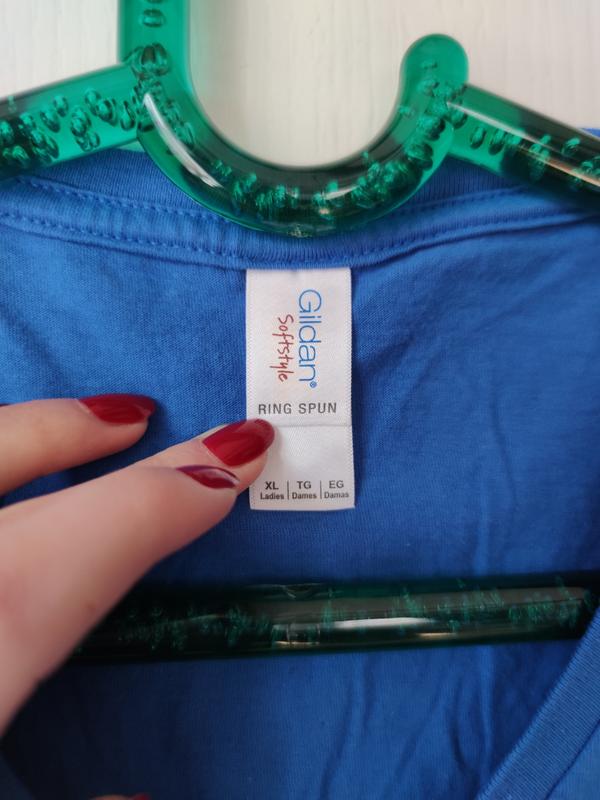 Gildan®
Softstyle
RING SPUN
XL | TG | EG
Ladies | Dames | Damas